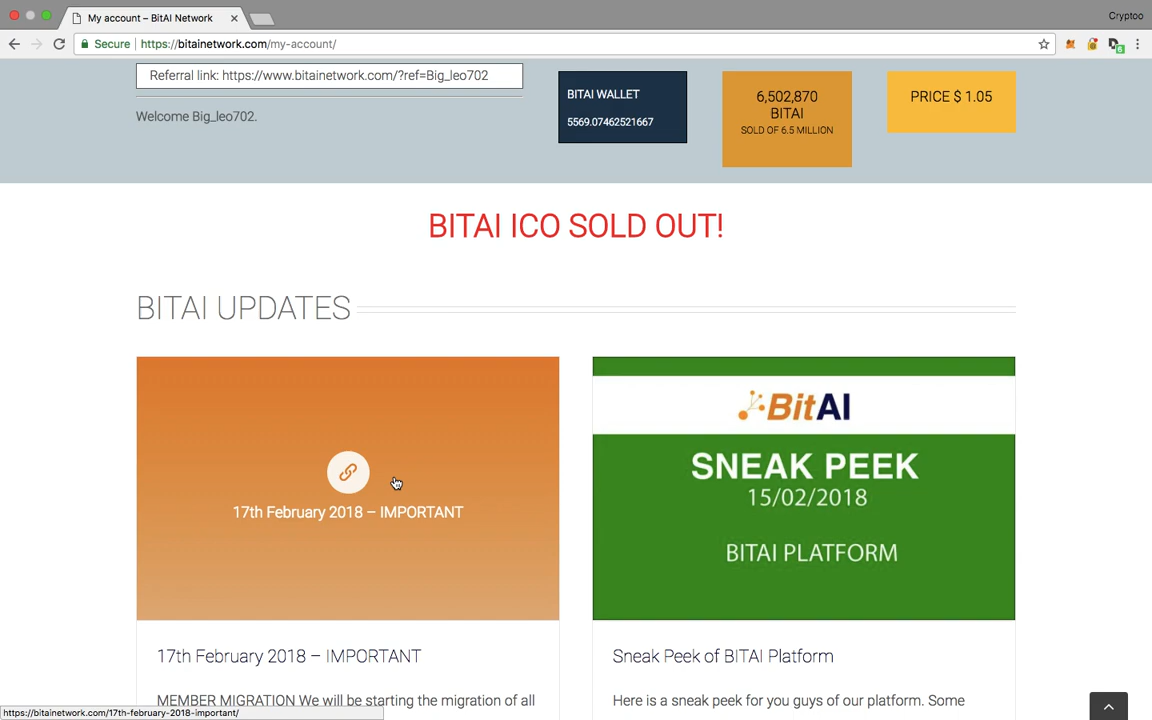 My account – BitAI Network
Cryptoo
Secure
https://bitainetwork.com/my-account/
Referral link: https://www.bitainetwork.com/?ref=Big_leo702
Welcome Big_leo702.
BITAI WALLET
5569.07462521667
6,502,870
BITAI
SOLD OF 6.5 MILLION
PRICE $ 1.05
BITAI ICO SOLD OUT!
BITAI UPDATES
17th February 2018 – IMPORTANT
BitAI
SNEAK PEEK
15/02/2018
BITAI PLATFORM
17th February 2018 – IMPORTANT
MEMBER MIGRATION We will be starting the migration of all
Sneak Peek of BITAI Platform
Here is a sneak peek for you guys of our platform. Some
https://bitainetwork.com/17th-february-2018-important/